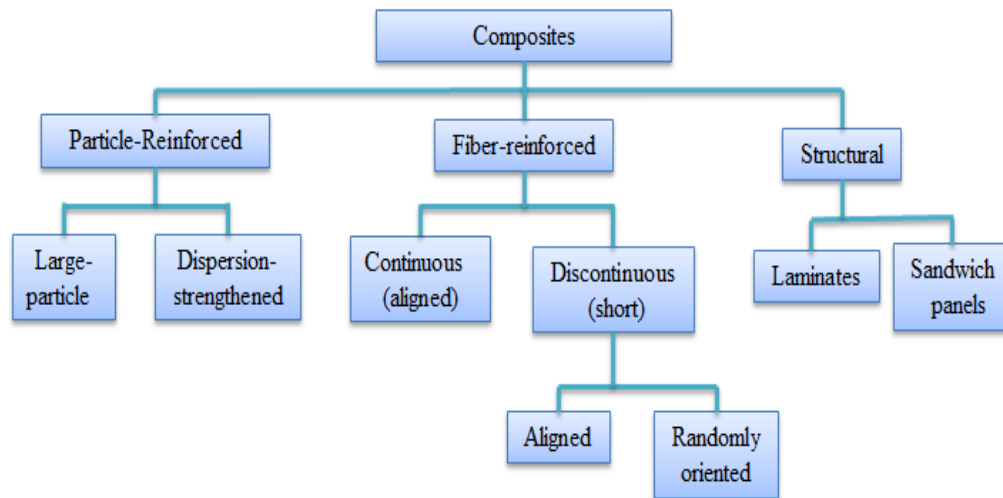 Composites
Particle-Reinforced
Fiber-reinforced
Structural
Large-
particle
Dispersion-
strengthened
Continuous
(aligned)
Discontinuous
(short)
Laminates
Sandwich
panels
Aligned
Randomly
oriented